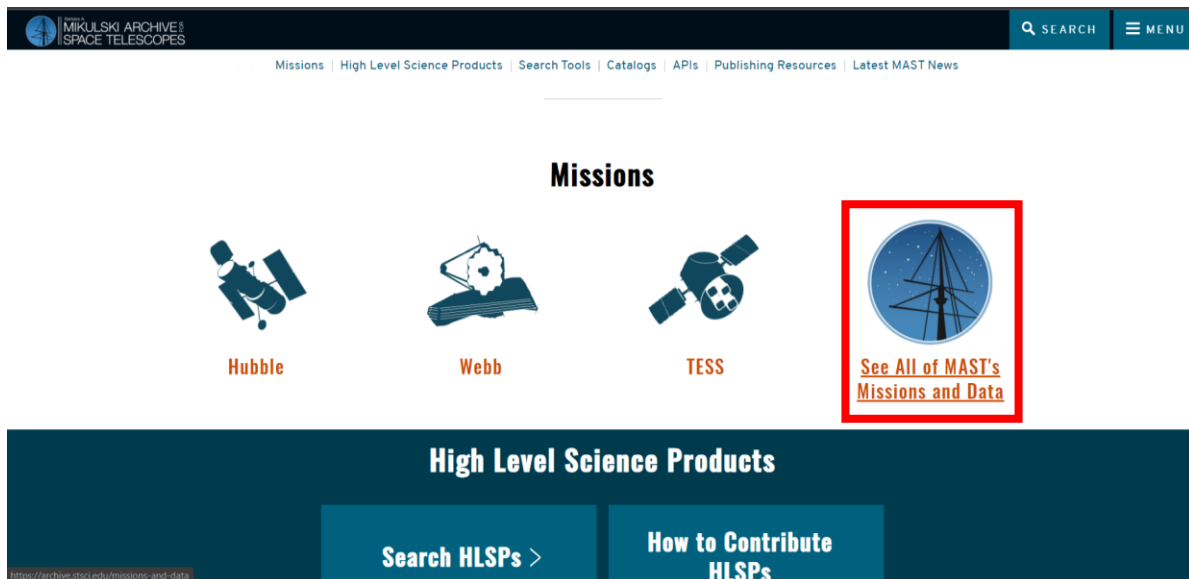 Barbara A.
MIKULSKI ARCHIVE FOR
SPACE TELESCOPES
SEARCH
MENU
Missions | High Level Science Products | Search Tools | Catalogs | APIs | Publishing Resources | Latest MAST News
Missions
Hubble
Webb
TESS
See All of MAST's
Missions and Data
High Level Science Products
Search HLSPs >
How to Contribute
HLSPs
https://archive.stsci.edu/missions-and-data